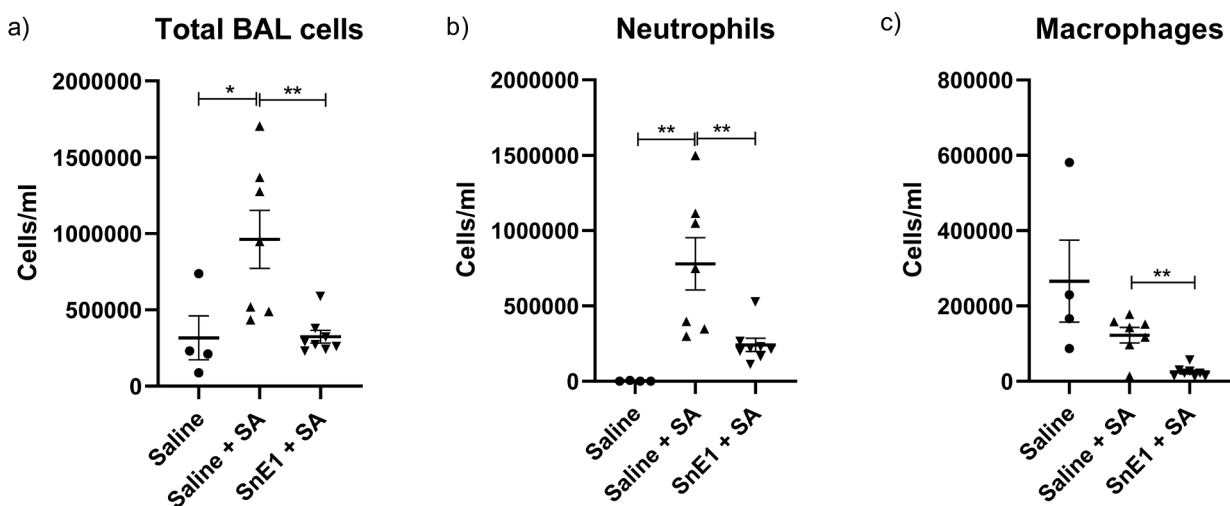 a)
Total BAL cells
Cells/ml
2000000
1500000
1000000
500000
0
*
**
Saline
Saline + SA
SnE1 + SA
b)
Neutrophils
Cells/ml
2000000
1500000
1000000
500000
0
**
**
Saline
Saline + SA
SnE1 + SA
c)
Macrophages
Cells/ml
800000
600000
400000
200000
0
**
Saline
Saline + SA
SnE1 + SA